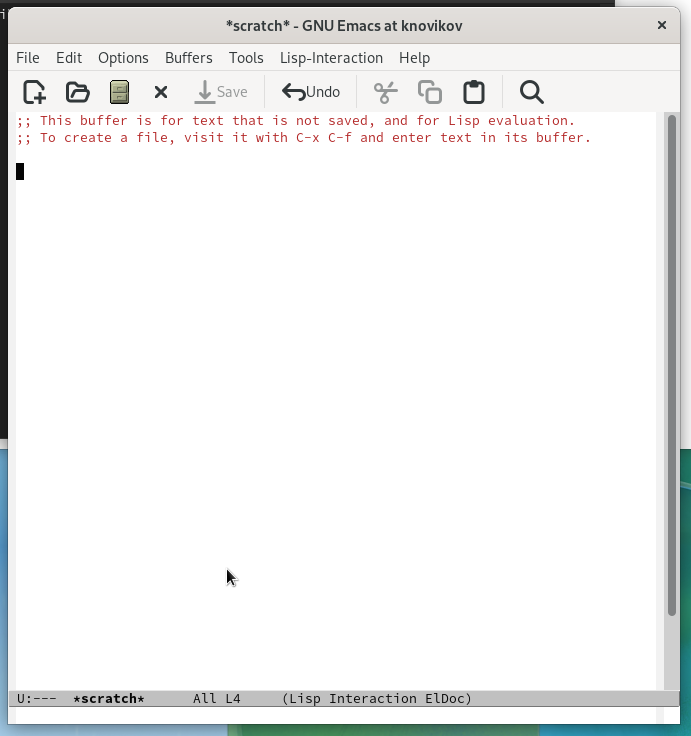 *scratch* - GNU Emacs at knovikov
File Edit Options Buffers Tools Lisp-Interaction Help
Save Undo
;; This buffer is for text that is not saved, and for Lisp evaluation.
;; To create a file, visit it with C-x C-f and enter text in its buffer.
U:--- *scratch* All L4 (Lisp Interaction ElDoc)